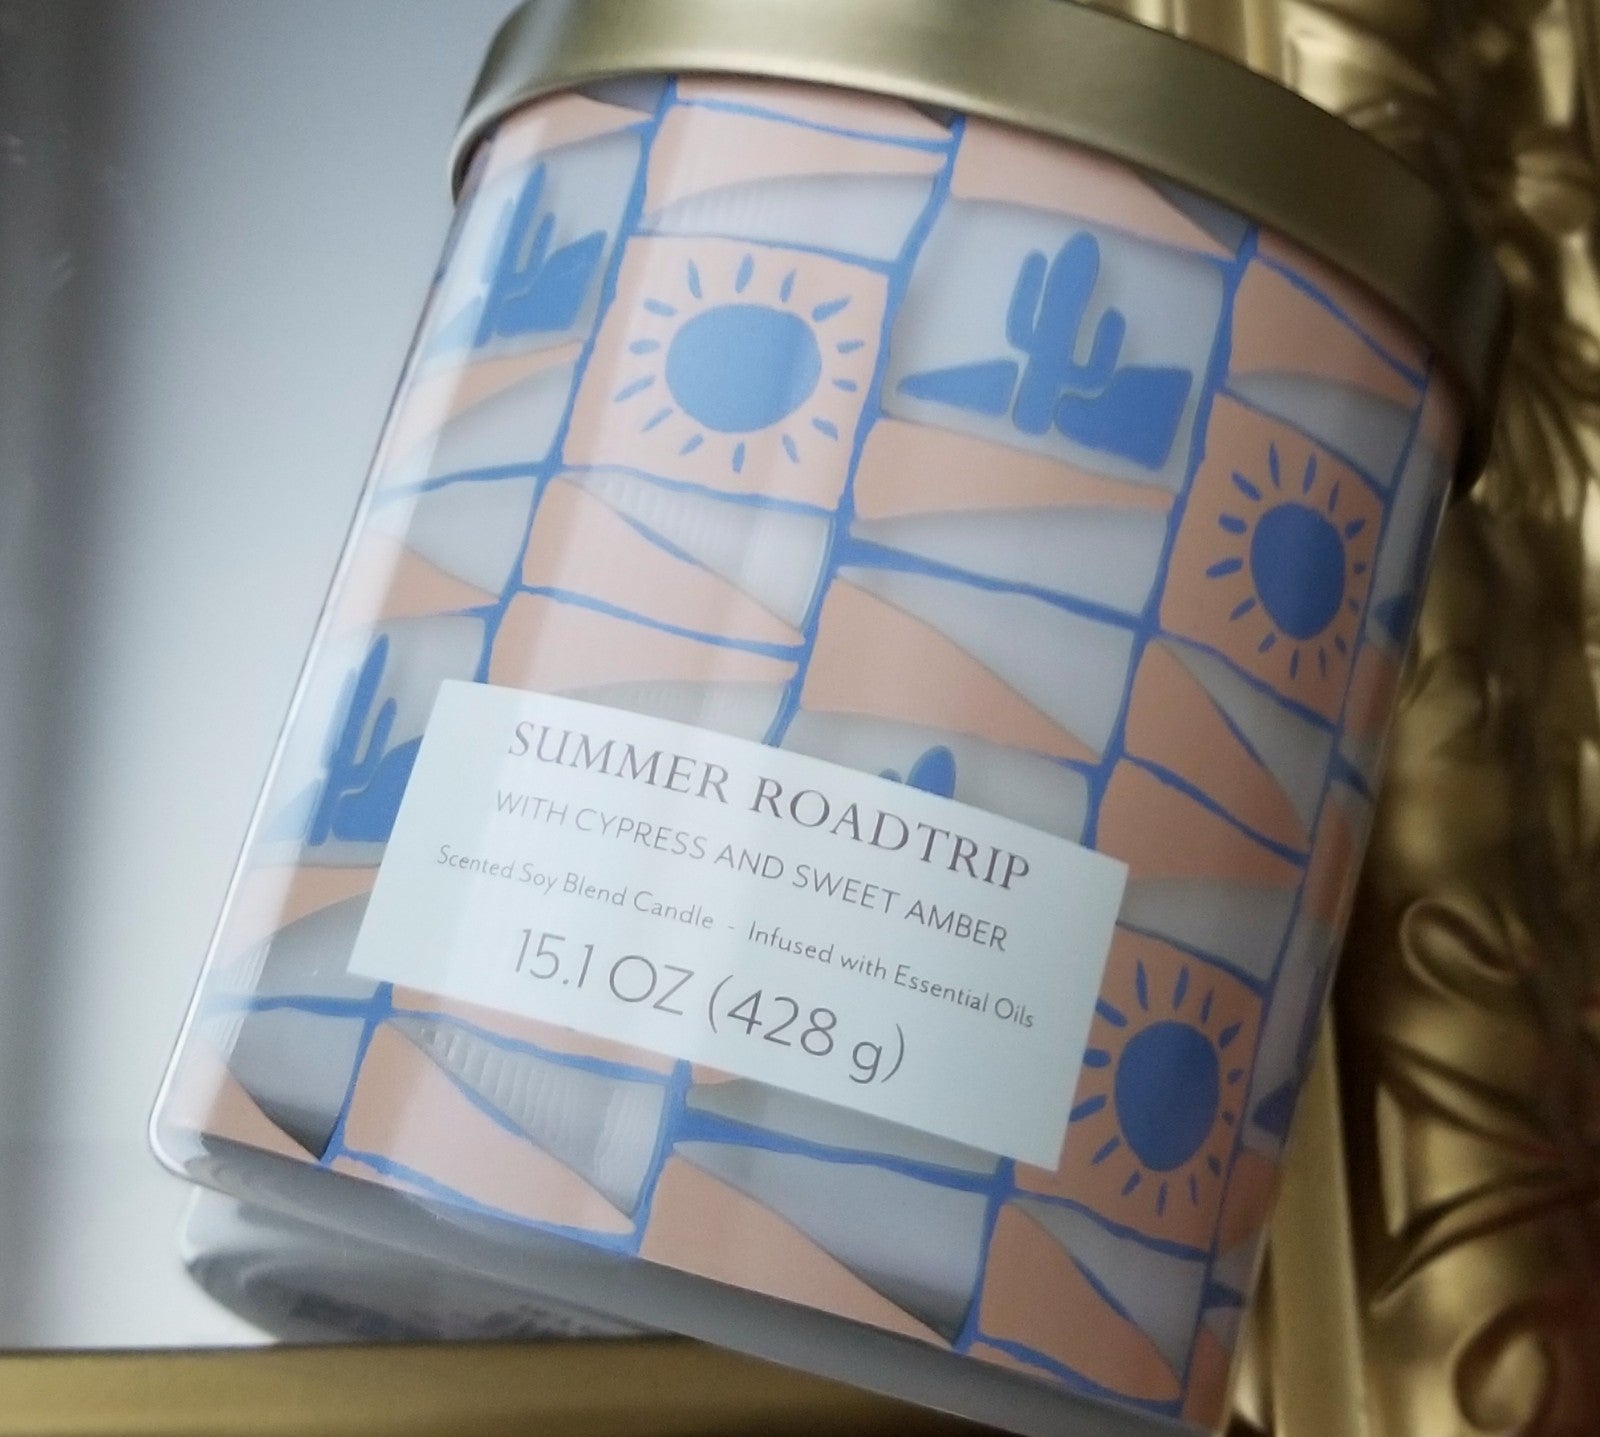 SUMMER ROADTRIP
WITH CYPRESS AND SWEET AMBER
Scented Soy Blend Candle - Infused with Essential Oils
15.1 OZ (428 g)